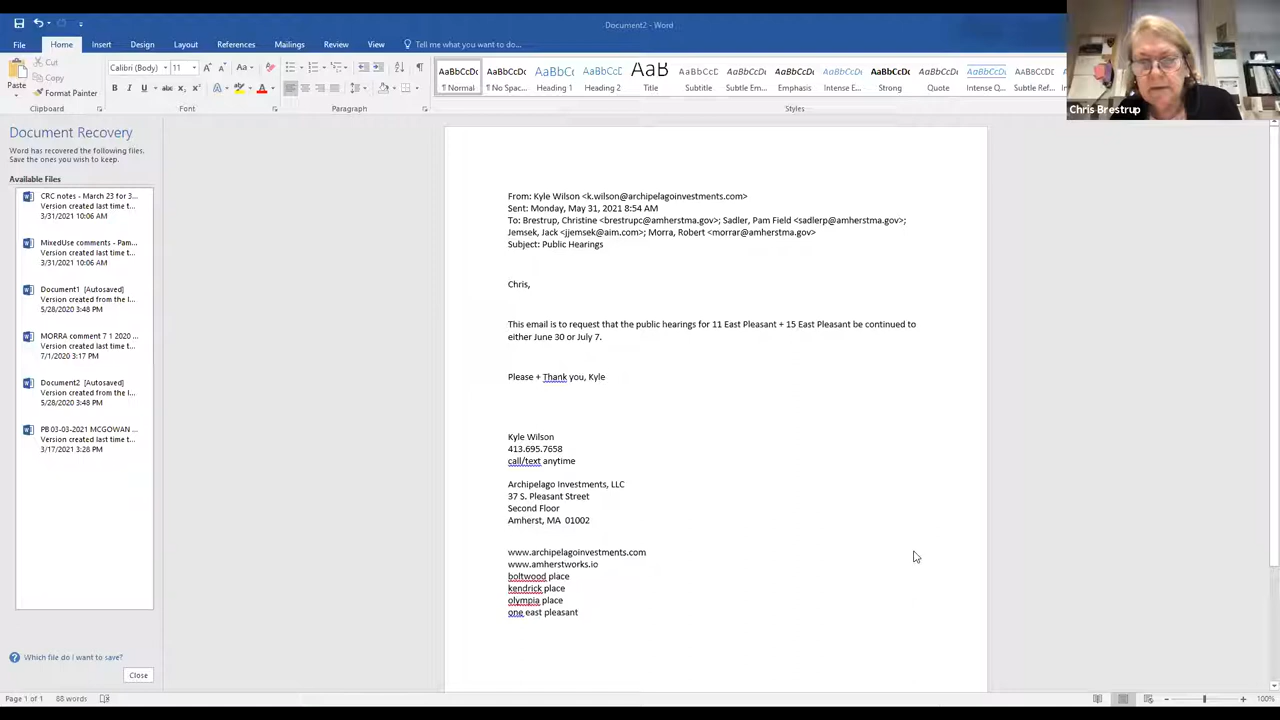 Document2 - Word
File Home Insert Design Layout References Mailings Review View Tell me what you want to do...
Paste
Cut
Copy
Format Painter
Clipboard
Calibri (Body) 11
Font
Paragraph
AaBbCcDc AaBbCcDc AaBbCc AaBbCcD AaB AaBbCcD AaBbCcDc AaBbCcDc AaBbCcDc AaBbCcDc AaBbCcDc AaBbCcDc AaBbCcDc
¶ Normal ¶ No Spac... Heading 1 Heading 2 Title Subtitle Subtle Em... Emphasis Intense E... Strong Quote Intense Q... Subtle Ref...
Styles
Chris Brestrup
Document Recovery
Word has recovered the following files.
Save the ones you wish to keep.
Available Files
CRC notes - March 23 for 3...
Version created last time t...
3/31/2021 10:06 AM
MixedUse comments - Pam...
Version created last time t...
3/31/2021 10:06 AM
Document1 [Autosaved]
Version created from the l...
5/28/2020 3:48 PM
MORRA comment 7 1 2020 ...
Version created last time t...
7/1/2020 3:17 PM
Document2 [Autosaved]
Version created from the l...
5/28/2020 3:48 PM
PB 03-03-2021 MCGOWAN ...
Version created last time t...
3/17/2021 3:28 PM
Which file do I want to save?
Close
From: Kyle Wilson <k.wilson@archipelagoinvestments.com>
Sent: Monday, May 31, 2021 8:54 AM
To: Brestrup, Christine <brestrupc@amherstma.gov>; Sadler, Pam Field <sadlerp@amherstma.gov>;
Jemsek, Jack <jjemsek@aim.com>; Morra, Robert <morrar@amherstma.gov>
Subject: Public Hearings
Chris,
This email is to request that the public hearings for 11 East Pleasant + 15 East Pleasant be continued to
either June 30 or July 7.
Please + Thank you, Kyle
Kyle Wilson
413.695.7658
call/text anytime
Archipelago Investments, LLC
37 S. Pleasant Street
Second Floor
Amherst, MA 01002
www.archipelagoinvestments.com
www.amherstworks.io
boltwood place
kendrick place
olympia place
one east pleasant
Page 1 of 1 88 words
100%